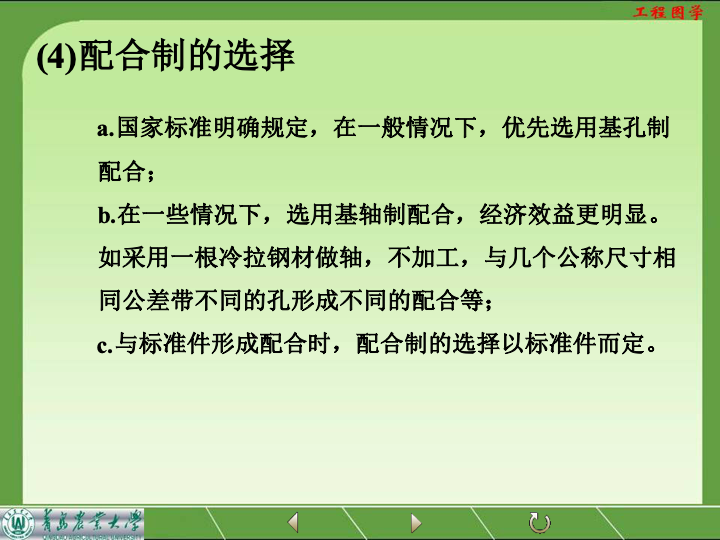 工程图学
(4)配合制的选择
a.国家标准明确规定，在一般情况下，优先选用基孔制
配合；
b.在一些情况下，选用基轴制配合，经济效益更明显。
如采用一根冷拉钢材做轴，不加工，与几个公称尺寸相
同公差带不同的孔形成不同的配合等；
c.与标准件形成配合时，配合制的选择以标准件而定。
青岛农业大学